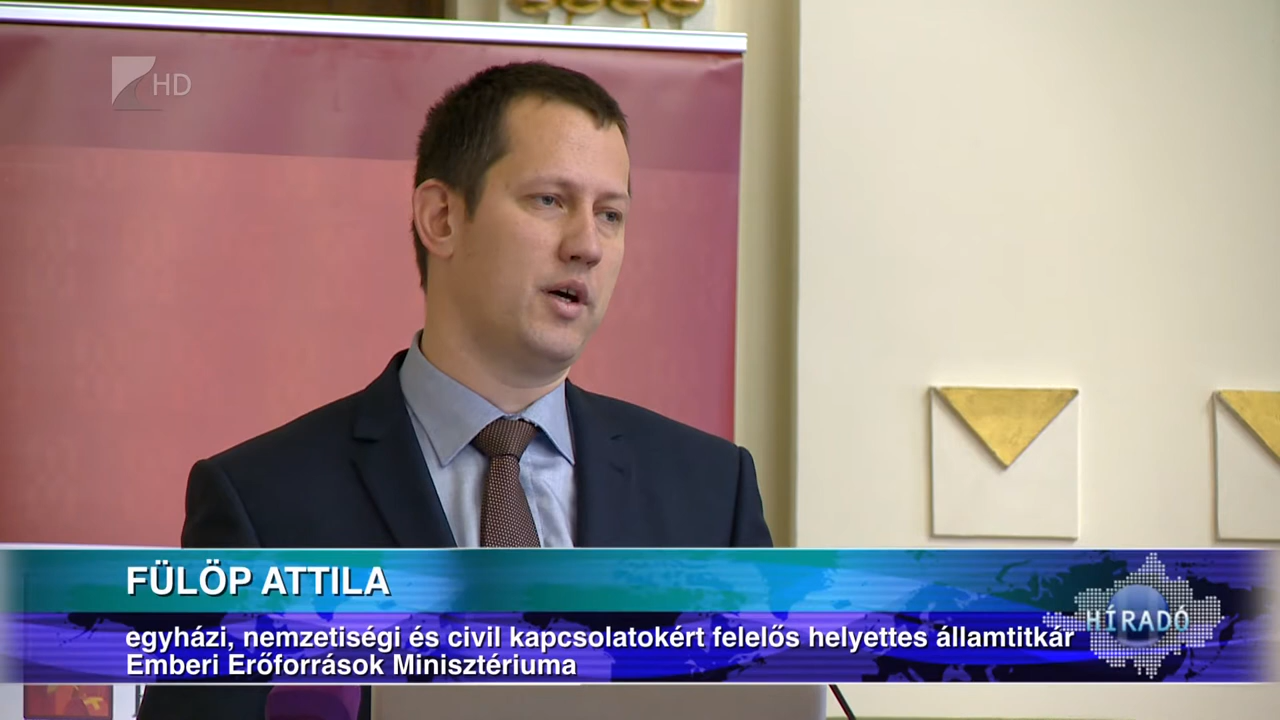 HD
FÜLÖP ATTILA
egyházi, nemzetiségi és civil kapcsolatokért felelős helyettes államtitkár
Emberi Erőforrások Minisztériuma
HÍRADÓ